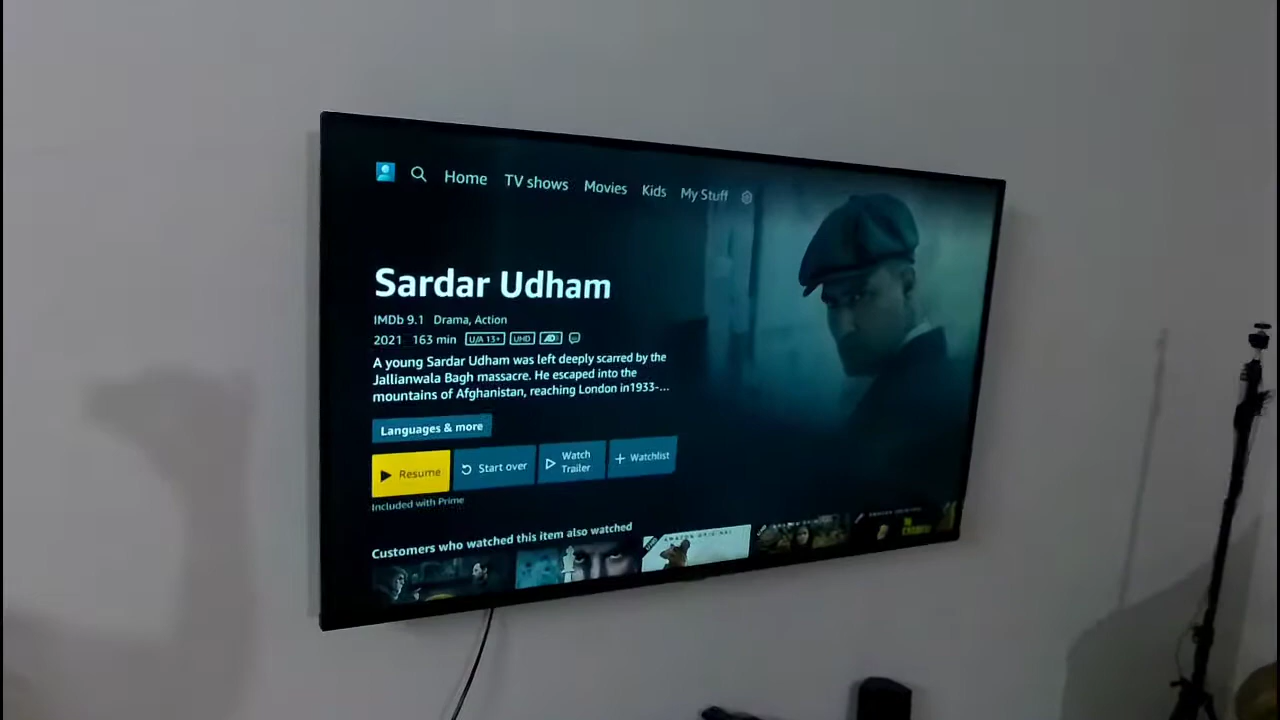 Home TV shows Movies Kids My Stuff
Sardar Udham
IMDb 9.1 Drama, Action
2021 163 min U/A 13+ UHD AD
A young Sardar Udham was left deeply scarred by the
Jallianwala Bagh massacre. He escaped into the
mountains of Afghanistan, reaching London in1933-...
Languages & more
Resume Start over Watch Trailer + Watchlist
Included with Prime
Customers who watched this item also watched
AMAZON ORIGINAL